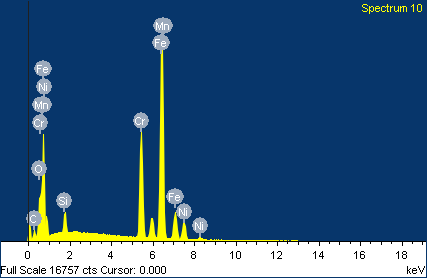 Spectrum 10
Mn
Fe
Fe
Ni
Mn
Cr
Cr
O
Si
Fe
C
Ni
Ni
0 2 4 6 8 10 12 14 16 18
Full Scale 16757 cts Cursor: 0.000 keV